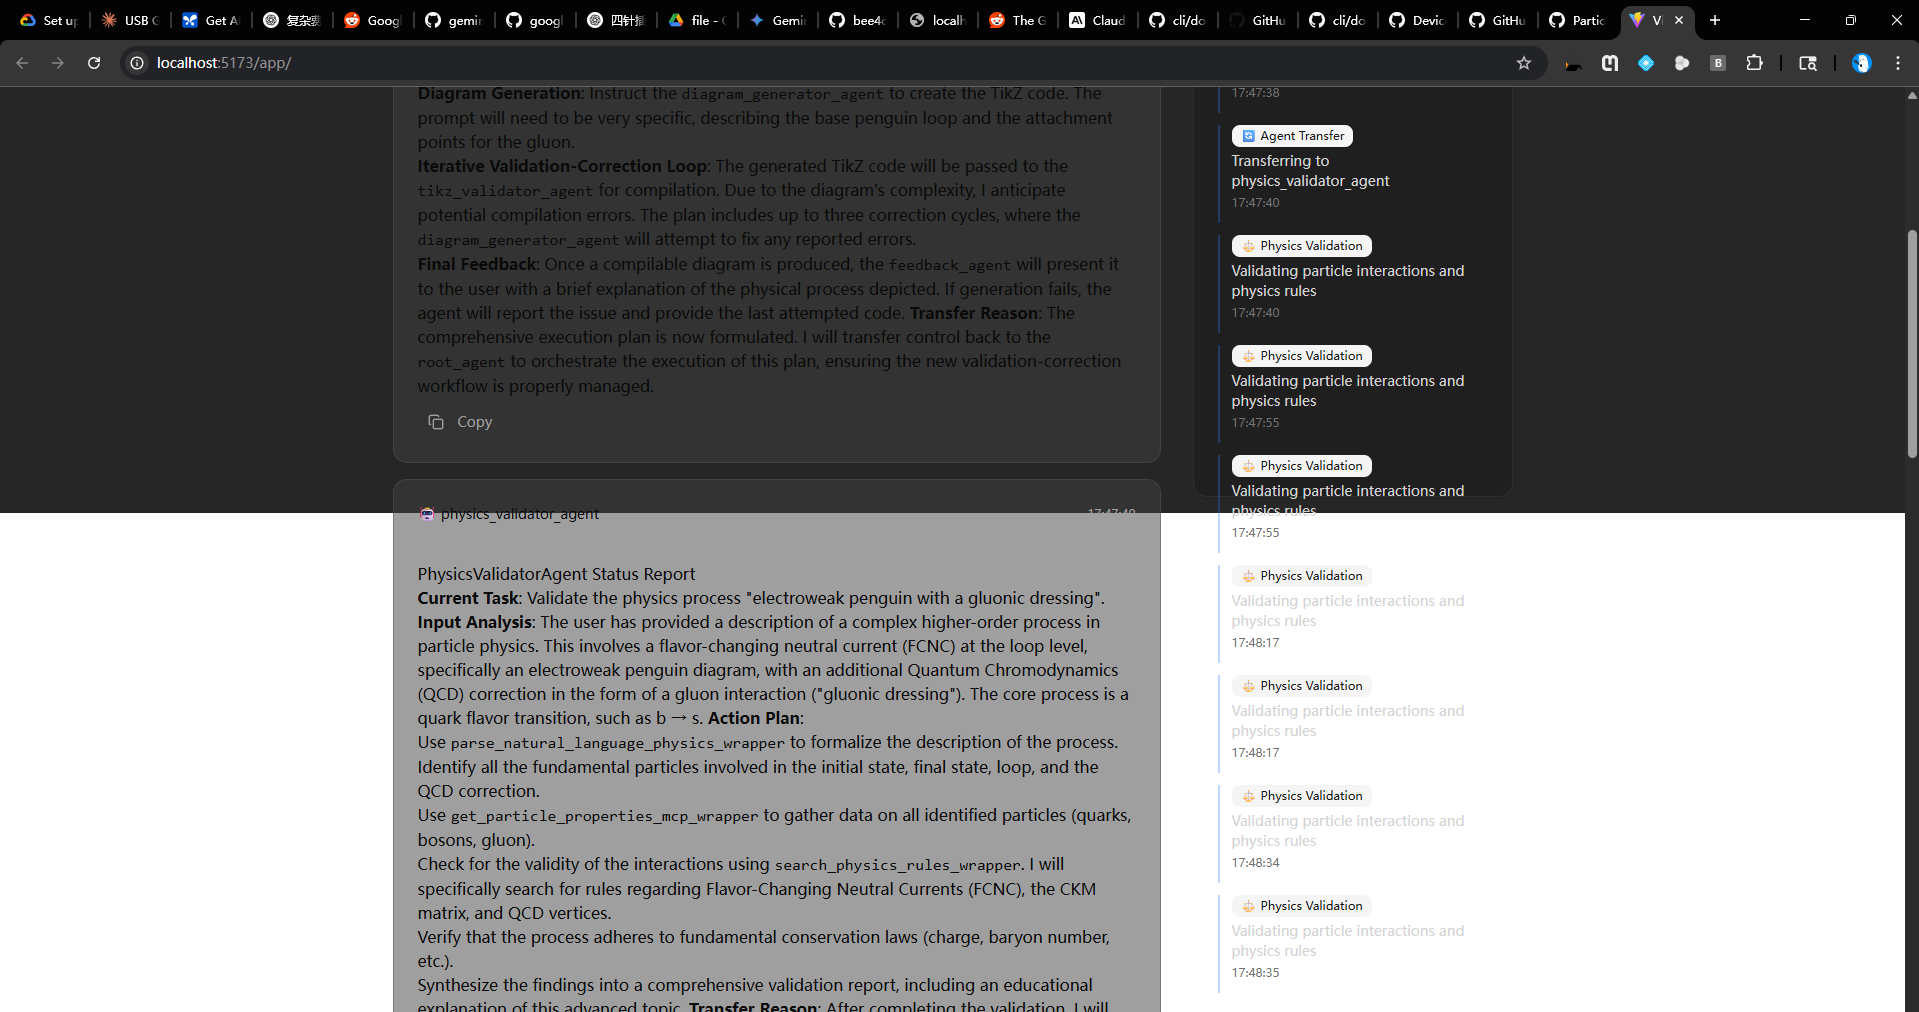 Set up
USB G
Get A
复杂
Goog
gemin
googl
四针
file - G
Gemin
bee4
localh
The G
Claud
cli/do
GitHu
cli/do
Devic
GitHu
Partic
Vi
localhost:5173/app/
Diagram Generation: Instruct the diagram_generator_agent to create the TikZ code. The
prompt will need to be very specific, describing the base penguin loop and the attachment
points for the gluon.
Iterative Validation-Correction Loop: The generated TikZ code will be passed to the
tikz_validator_agent for compilation. Due to the diagram's complexity, I anticipate
potential compilation errors. The plan includes up to three correction cycles, where the
diagram_generator_agent will attempt to fix any reported errors.
Final Feedback: Once a compilable diagram is produced, the feedback_agent will present it
to the user with a brief explanation of the physical process depicted. If generation fails, the
agent will report the issue and provide the last attempted code. Transfer Reason: The
comprehensive execution plan is now formulated. I will transfer control back to the
root_agent to orchestrate the execution of this plan, ensuring the new validation-correction
workflow is properly managed.
Copy
physics_validator_agent
17:47:40
PhysicsValidatorAgent Status Report
Current Task: Validate the physics process "electroweak penguin with a gluonic dressing".
Input Analysis: The user has provided a description of a complex higher-order process in
particle physics. This involves a flavor-changing neutral current (FCNC) at the loop level,
specifically an electroweak penguin diagram, with an additional Quantum Chromodynamics
(QCD) correction in the form of a gluon interaction ("gluonic dressing"). The core process is a
quark flavor transition, such as b → s. Action Plan:
Use parse_natural_language_physics_wrapper to formalize the description of the process.
Identify all the fundamental particles involved in the initial state, final state, loop, and the
QCD correction.
Use get_particle_properties_mcp_wrapper to gather data on all identified particles (quarks,
bosons, gluon).
Check for the validity of the interactions using search_physics_rules_wrapper. I will
specifically search for rules regarding Flavor-Changing Neutral Currents (FCNC), the CKM
matrix, and QCD vertices.
Verify that the process adheres to fundamental conservation laws (charge, baryon number,
etc.).
Synthesize the findings into a comprehensive validation report, including an educational
explanation of this advanced topic. Transfer Reason: After completing the validation, I will
17:47:38
Agent Transfer
Transferring to
physics_validator_agent
17:47:40
Physics Validation
Validating particle interactions and
physics rules
17:47:40
Physics Validation
Validating particle interactions and
physics rules
17:47:55
Physics Validation
Validating particle interactions and
physics rules
17:47:55
Physics Validation
Validating particle interactions and
physics rules
17:48:17
Physics Validation
Validating particle interactions and
physics rules
17:48:17
Physics Validation
Validating particle interactions and
physics rules
17:48:34
Physics Validation
Validating particle interactions and
physics rules
17:48:35